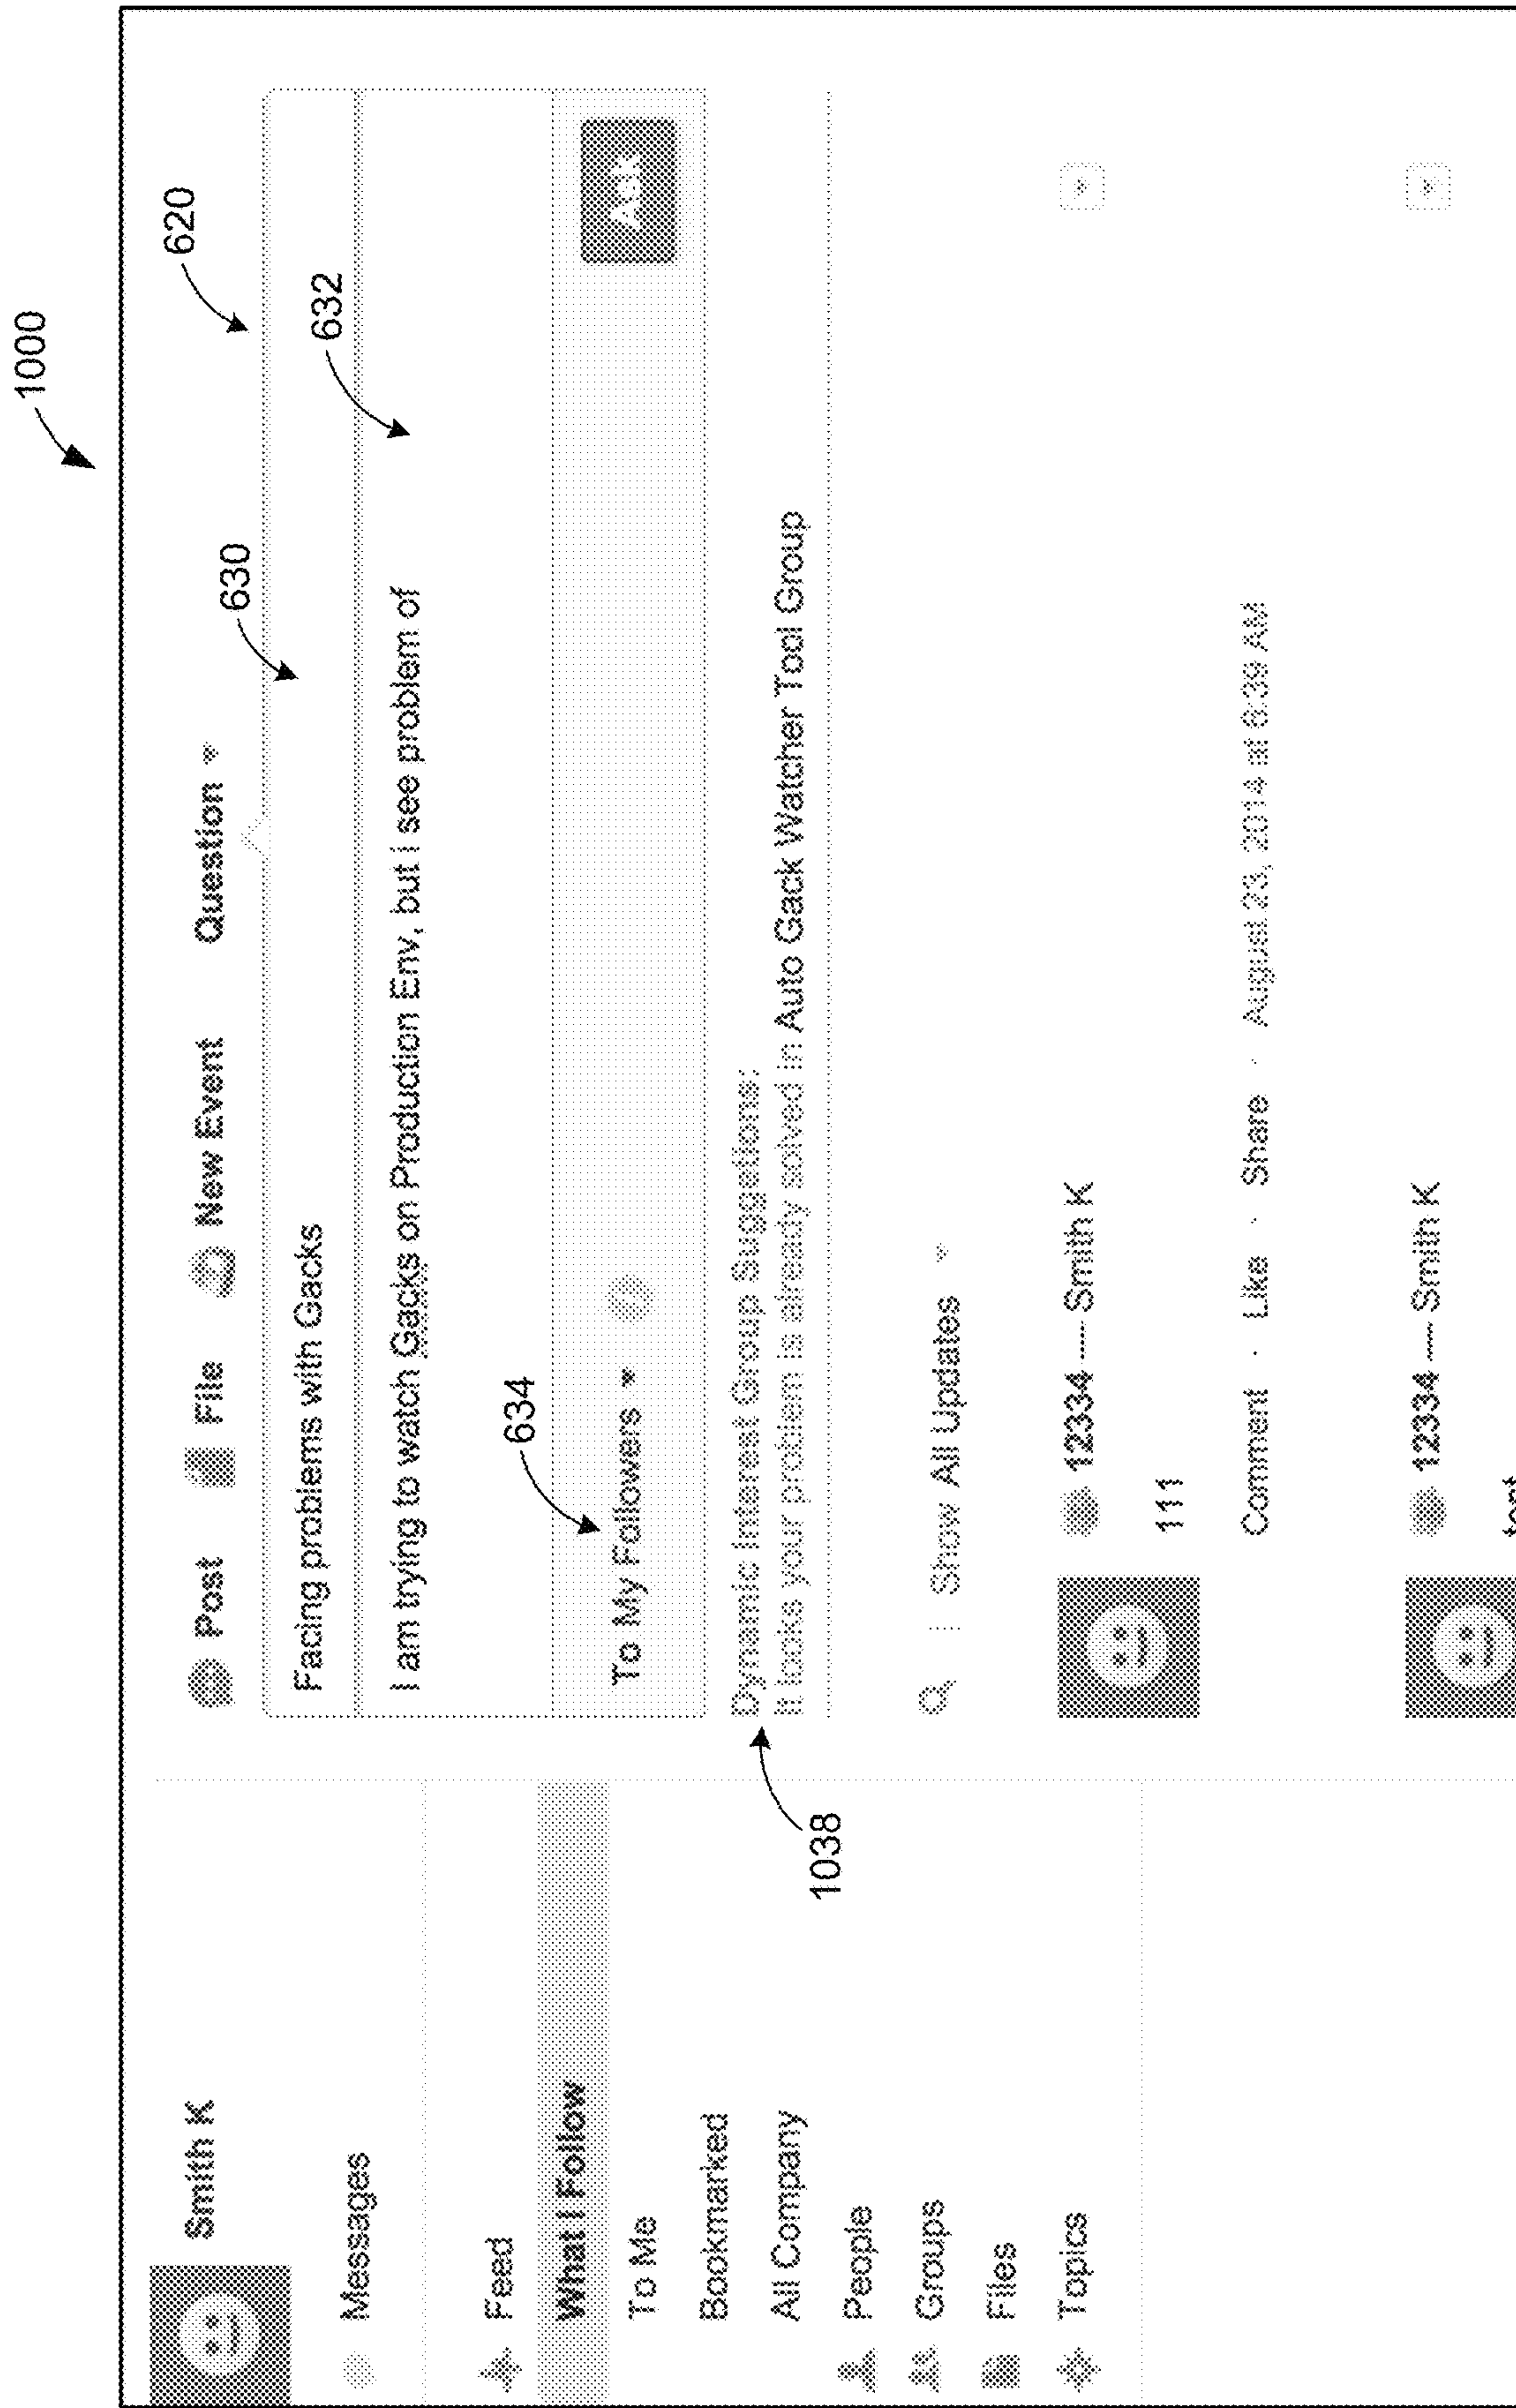 1000
620
Smith K
Messages
Feed
What I Follow
To Me
Bookmarked
All Company
People
Groups
Files
Topics
Post File New Event Question
630
Facing problems with Gacks
632
I am trying to watch Gacks on Production Env, but i see problem of
634
To My Followers Ask
1038
Dynamic Interest Group Suggetions:
It looks your problem is already solved in Auto Gack Watcher Tool Group
Show All Updates
12334 — Smith K
111
Comment · Like · Share · August 23, 2014 at 6:39 AM
12334 — Smith K